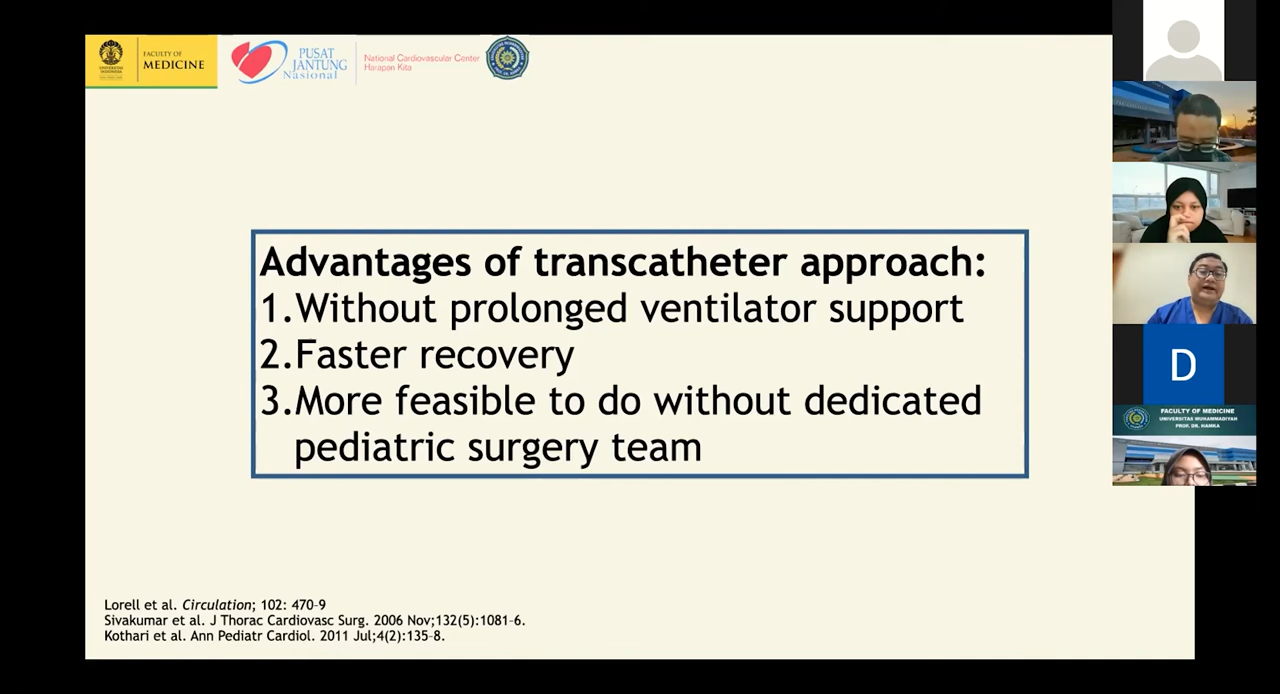 UNIVERSITAS
INDONESIA
FACULTY OF
MEDICINE
PUSAT
JANTUNG
Nasional
National Cardiovascular Center
Harapan Kita
Advantages of transcatheter approach:
1.Without prolonged ventilator support
2.Faster recovery
3.More feasible to do without dedicated
pediatric surgery team
Lorell et al. Circulation; 102: 470-9
Sivakumar et al. J Thorac Cardiovasc Surg. 2006 Nov;132(5):1081-6.
Kothari et al. Ann Pediatr Cardiol. 2011 Jul;4(2):135-8.
D
FACULTY OF MEDICINE
UNIVERSITAS MUHAMMADIYAH
PROF. DR. HAMKA